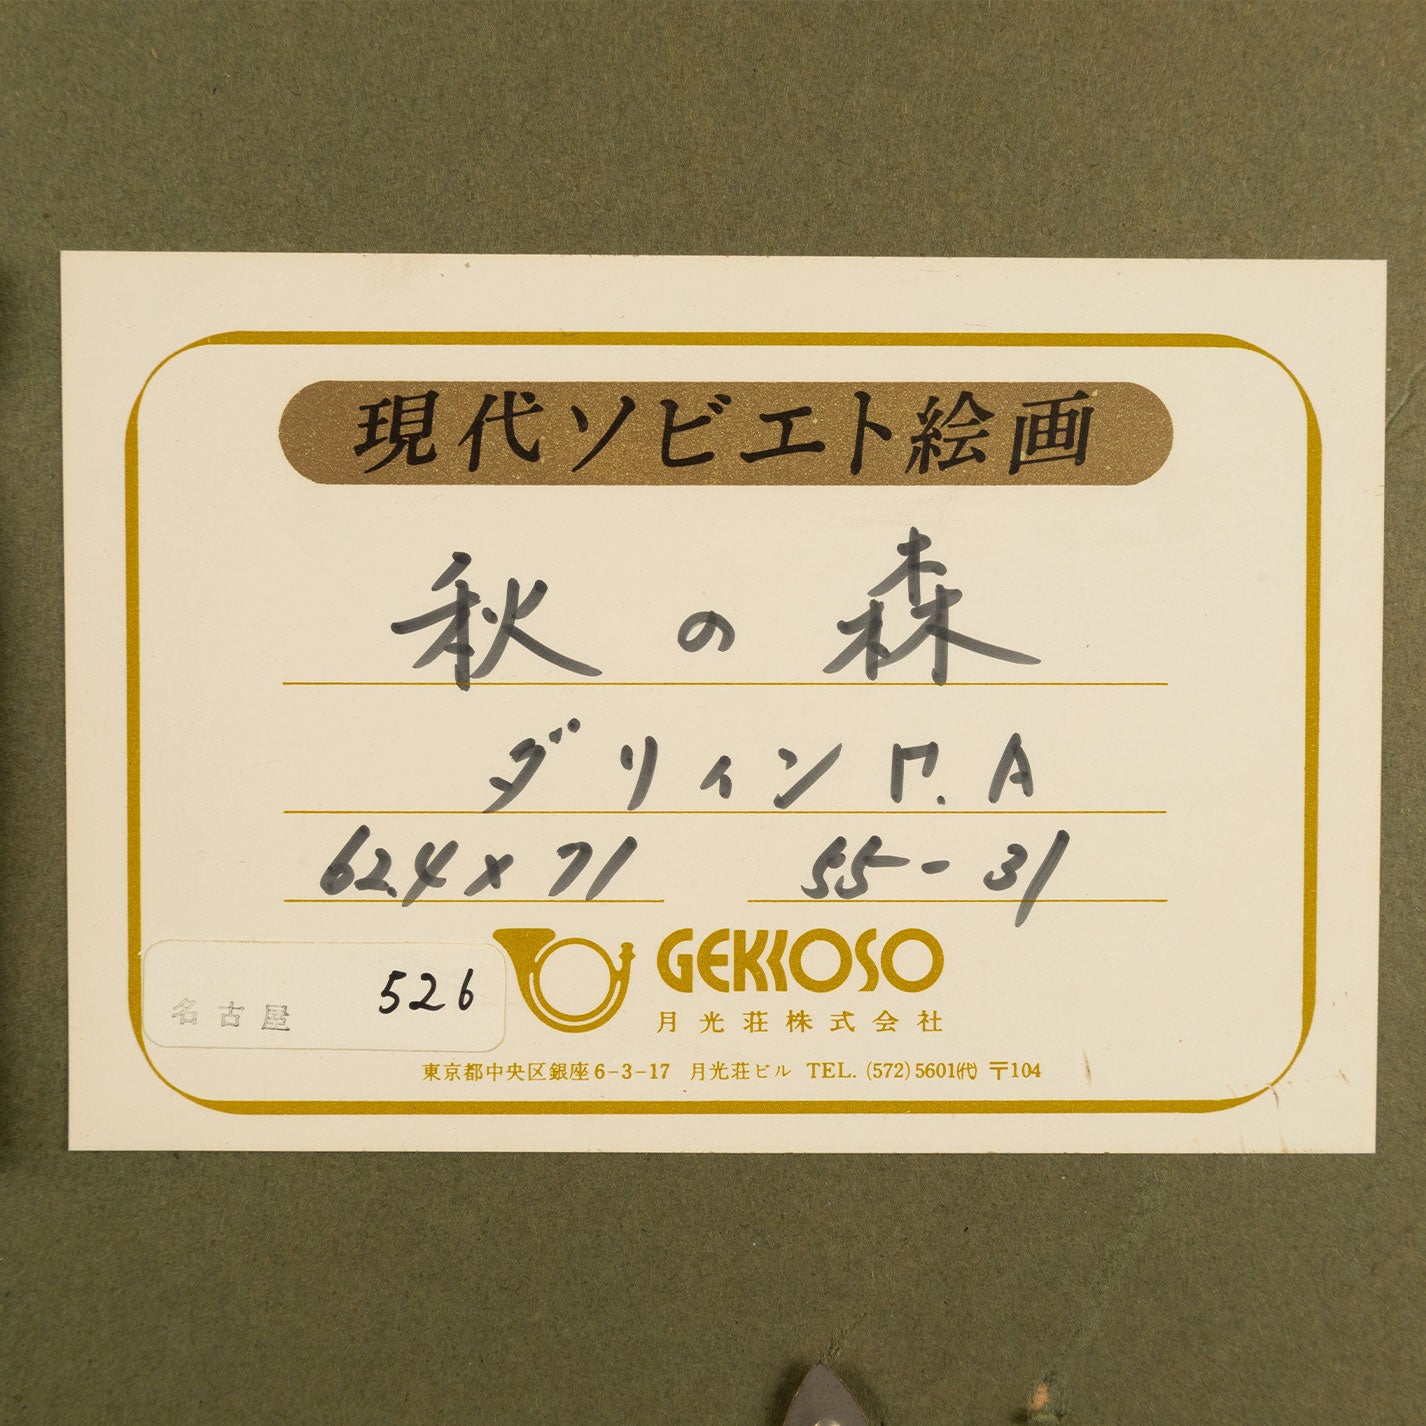 現代ソビエト絵画
秋の森
ダリィン Г. А
62.4 × 71 55-31
GEKKOSO
526
名古屋
月光荘株式会社
東京都中央区銀座6-3-17 月光荘ビル TEL. (572) 5601㈹ 〒104